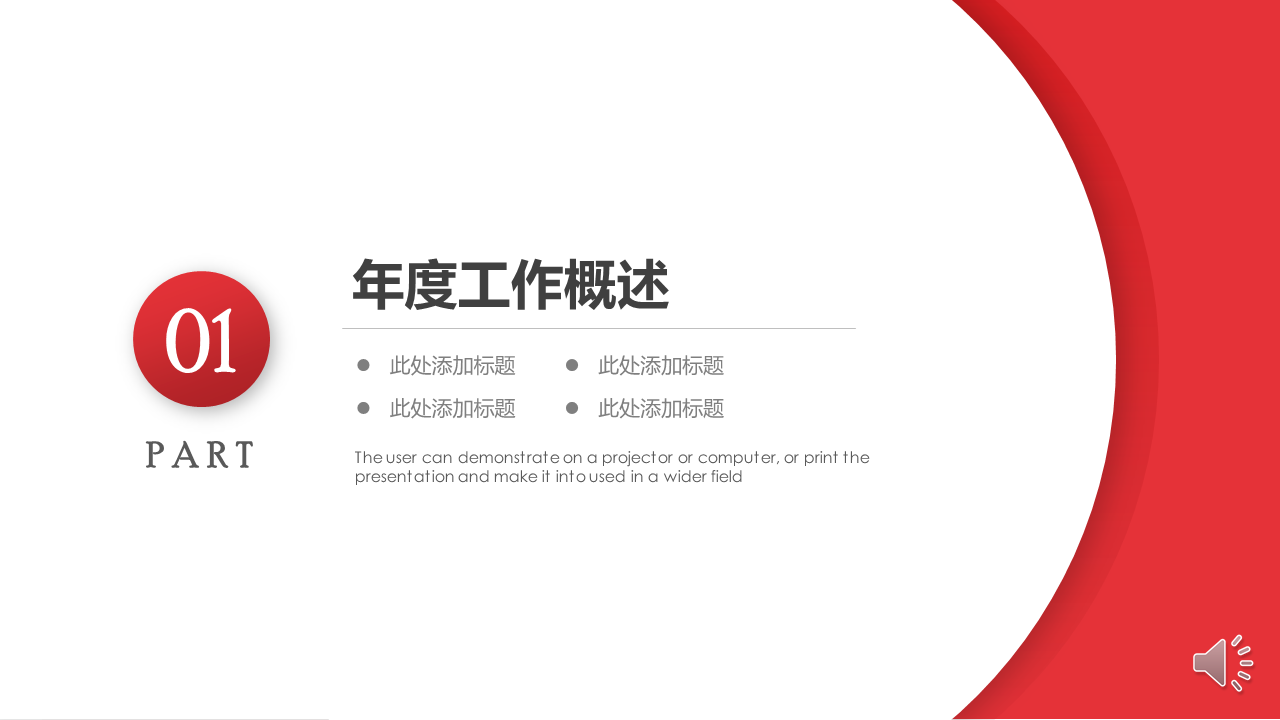 01
PART
年度工作概述
此处添加标题 此处添加标题
此处添加标题 此处添加标题
The user can demonstrate on a projector or computer, or print the
presentation and make it into used in a wider field